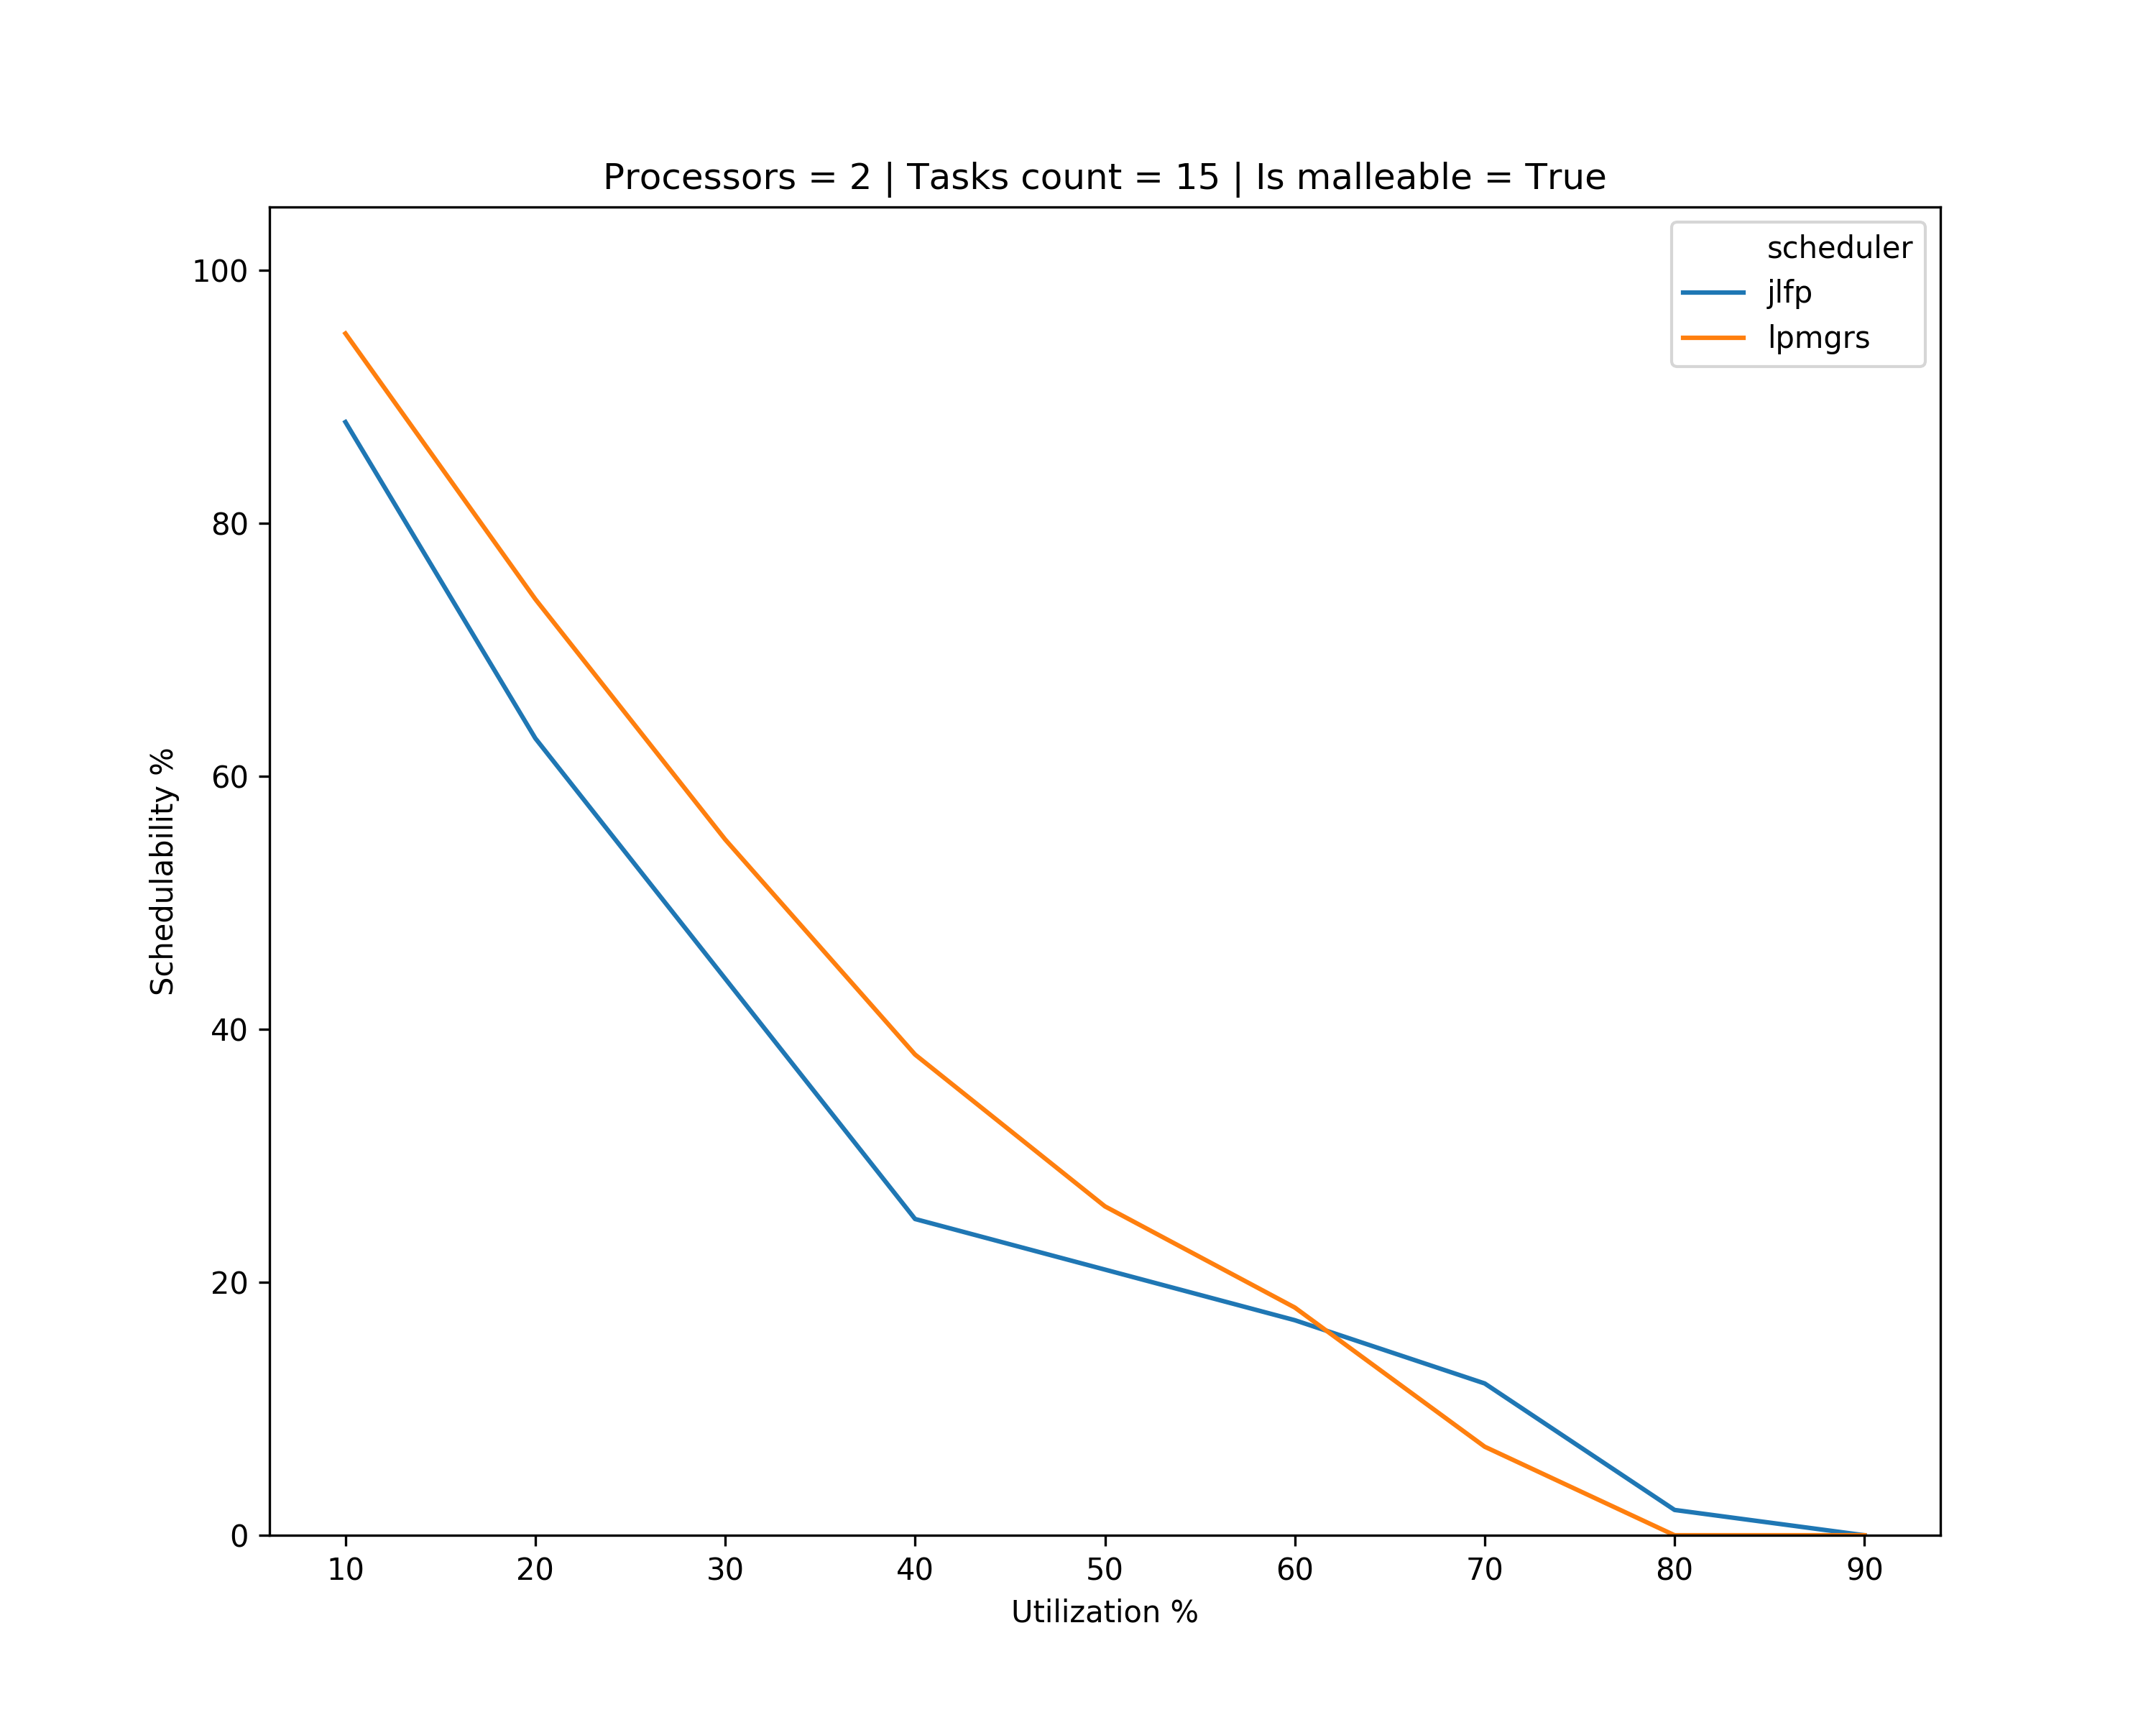 Processors = 2 | Tasks count = 15 | Is malleable = True
scheduler
jlfp
lpmgrs
Schedulability %
100
80
60
40
20
0
10 20 30 40 50 60 70 80 90
Utilization %